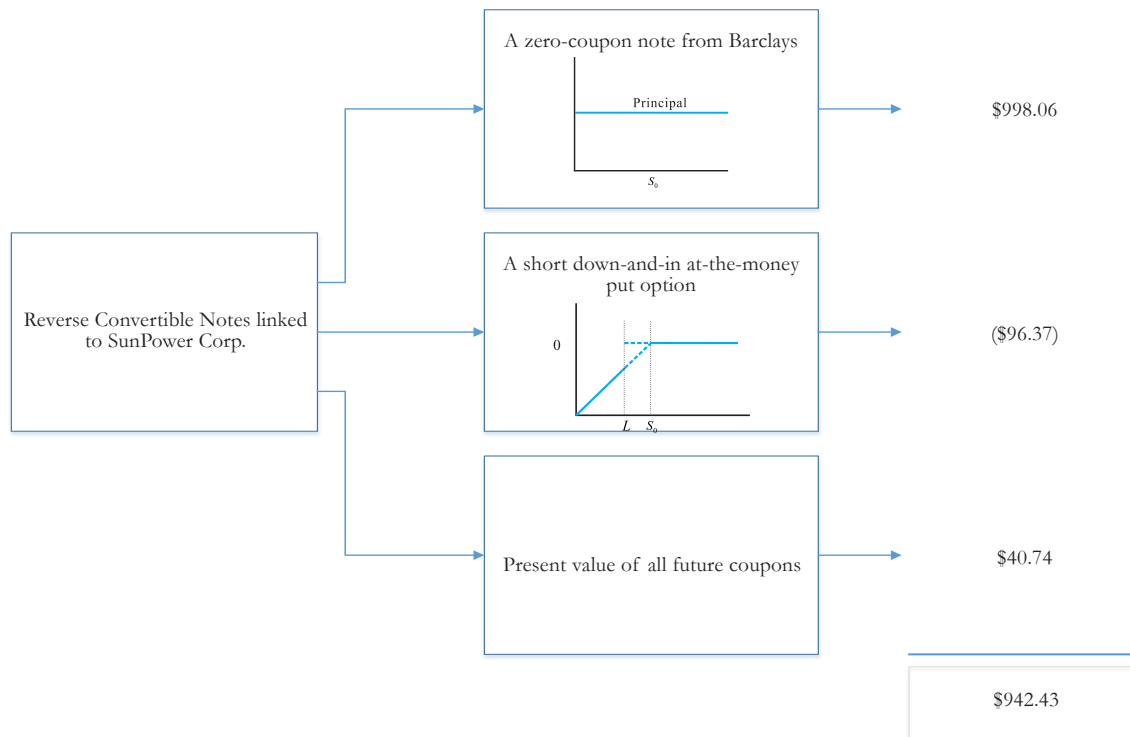 A zero-coupon note from Barclays
Principal
S₀
$998.06
Reverse Convertible Notes linked
to SunPower Corp.
A short down-and-in at-the-money
put option
0
L S₀
($96.37)
Present value of all future coupons
$40.74
$942.43